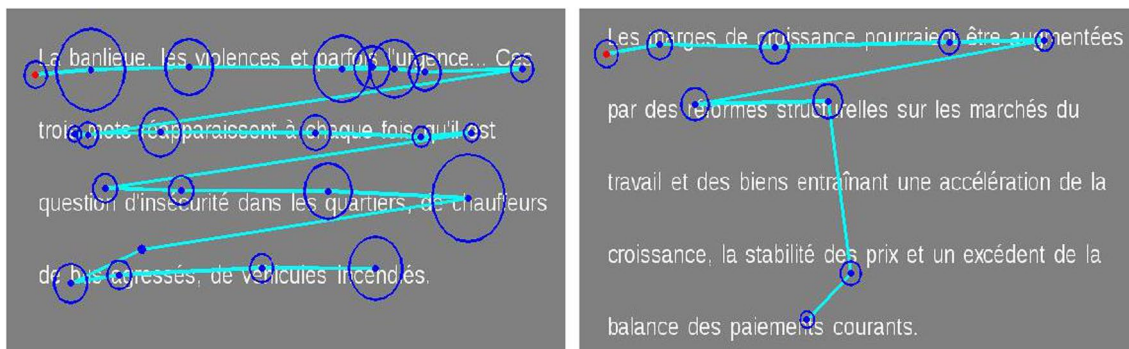 La banlieue, les violences et parfois l'urgence... Ces
trois mots réapparaissent à chaque fois qu'il est
question d'insécurité dans les quartiers, de chauffeurs
de bus agressés, de véhicules incendiés.
Les marges de croissance pourraient être augmentées
par des réformes structurelles sur les marchés du
travail et des biens entraînant une accélération de la
croissance, la stabilité des prix et un excédent de la
balance des paiements courants.